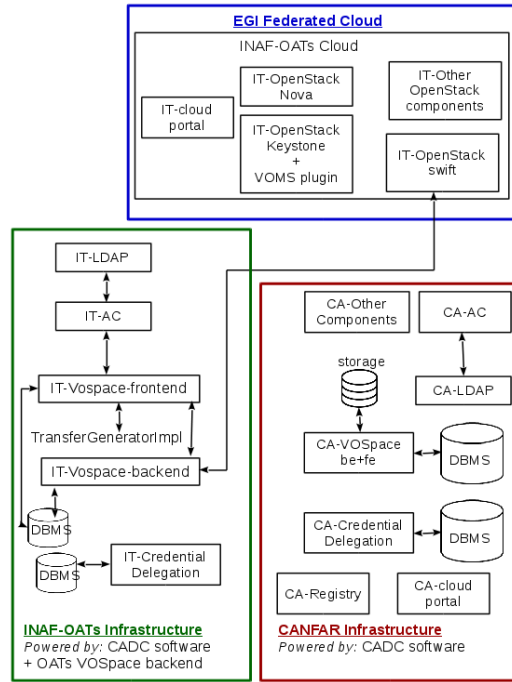 EGI Federated Cloud
INAF-OATs Cloud
IT-cloud
portal
IT-OpenStack
Nova
IT-OpenStack
Keystone
+
VOMS plugin
IT-Other
OpenStack
components
IT-OpenStack
swift
IT-LDAP
IT-AC
IT-Vospace-frontend
TransferGeneratorImpl
IT-Vospace-backend
DBMS
DBMS
IT-Credential
Delegation
INAF-OATs Infrastructure
Powered by: CADC software
+ OATs VOSpace backend
CA-Other
Components
CA-AC
storage
CA-LDAP
CA-VOSpace
be+fe
DBMS
CA-Credential
Delegation
DBMS
CA-Registry
CA-cloud
portal
CANFAR Infrastructure
Powered by: CADC software